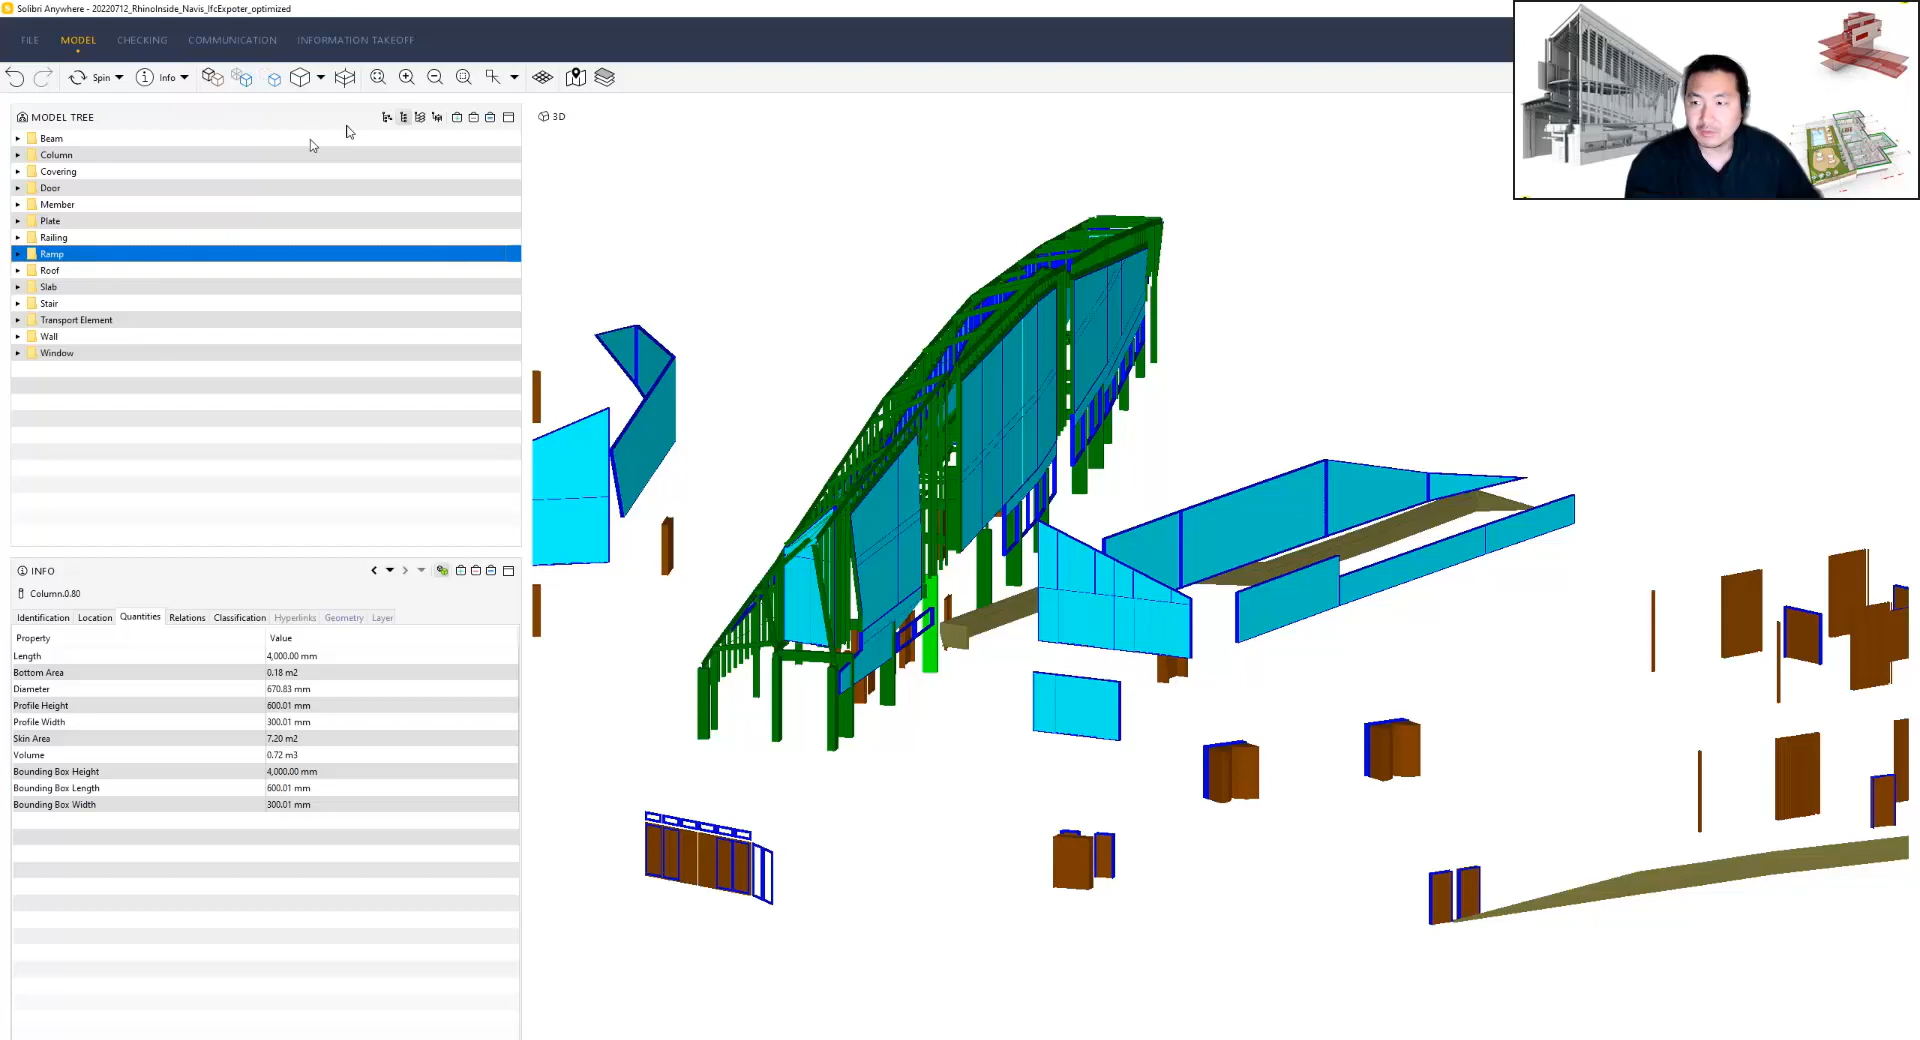 Solibri Anywhere - 20220712_RhinoInside_Navis_IfcExpoter_optimized
FILE MODEL CHECKING COMMUNICATION INFORMATION TAKEOFF
Spin Info
MODEL TREE
3D
Beam
Column
Covering
Door
Member
Plate
Railing
Ramp
Roof
Slab
Stair
Transport Element
Wall
Window
INFO
Column.0.80
Identification Location Quantities Relations Classification Hyperlinks Geometry Layer
Property Value
Length 4,000.00 mm
Bottom Area 0.18 m2
Diameter 670.83 mm
Profile Height 600.01 mm
Profile Width 300.01 mm
Skin Area 7.20 m2
Volume 0.72 m3
Bounding Box Height 4,000.00 mm
Bounding Box Length 600.01 mm
Bounding Box Width 300.01 mm